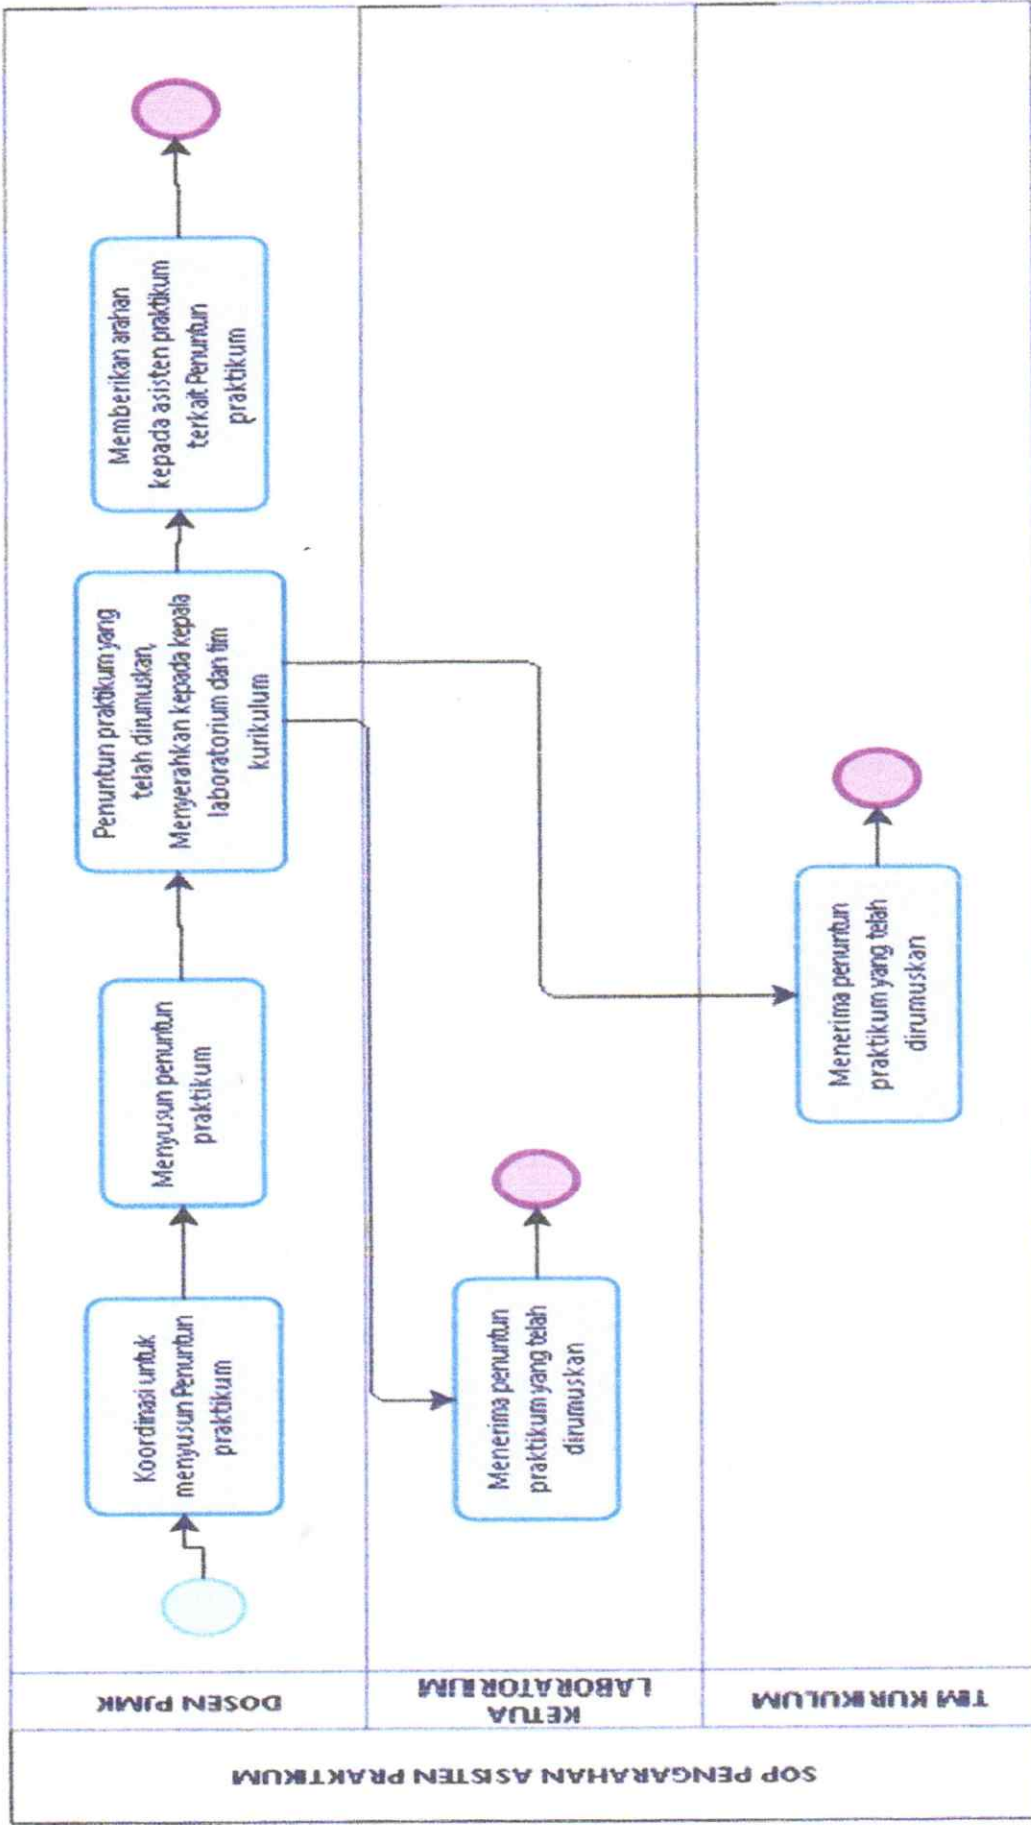 SOP PENGARAHAN ASISTEN PRAKTIKUM
DOSEN PJMK
Koordinasi untuk
menyusun Penuntun
praktikum
Menyusun penuntun
praktikum
Penuntun praktikum yang
telah dirumuskan,
Menyerahkan kepada kepala
laboratorium dan tim
kurikulum
Memberikan arahan
kepada asisten praktikum
terkait Penuntun
praktikum
KETUA
LABORATORIUM
Menerima penuntun
praktikum yang telah
dirumuskan
TIM KURIKULUM
Menerima penuntun
praktikum yang telah
dirumuskan